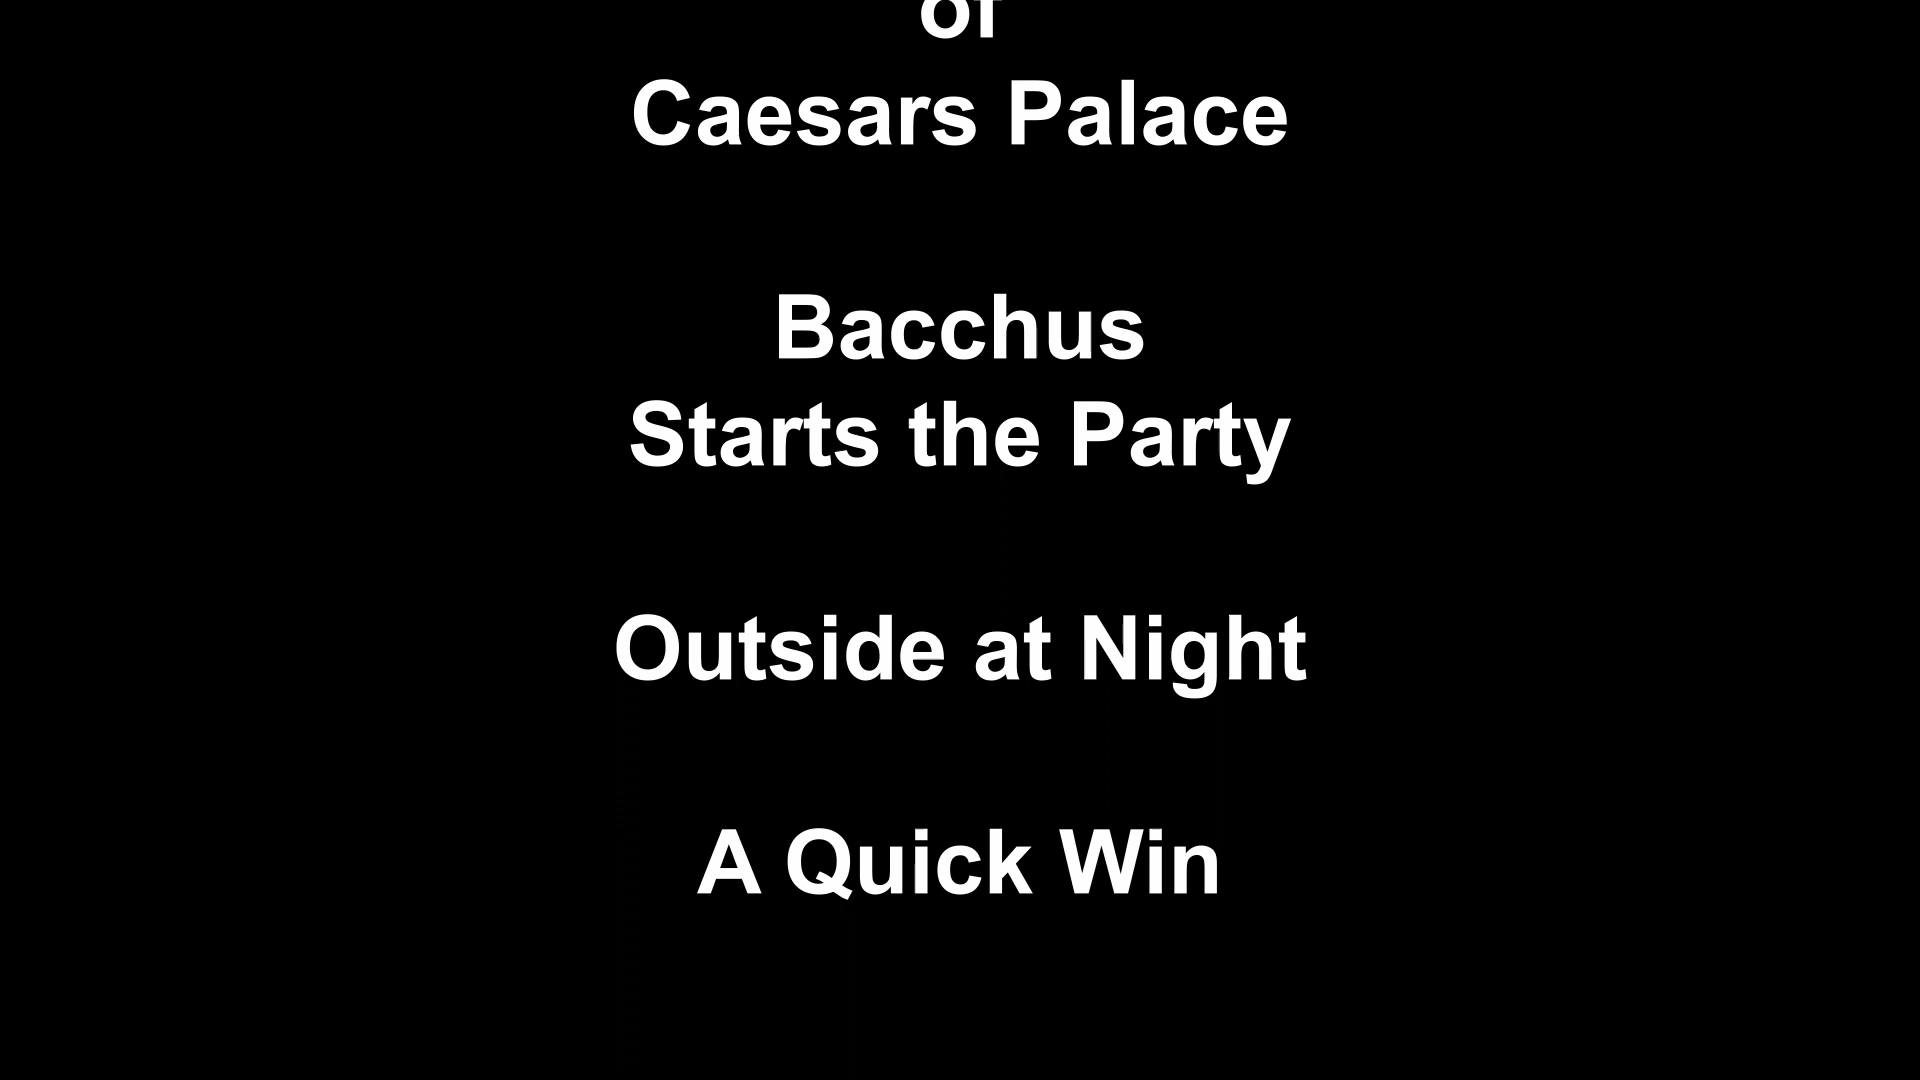 of
Caesars Palace
Bacchus
Starts the Party
Outside at Night
A Quick Win